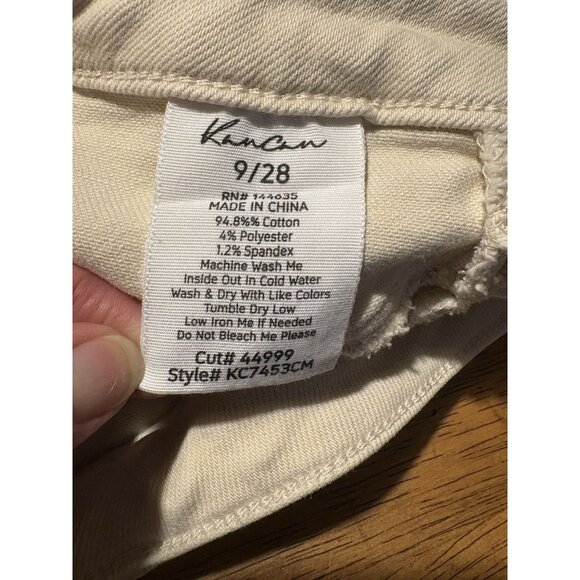 KanCan
9/28
RN# 144635
MADE IN CHINA
94.8%% Cotton
4% Polyester
1.2% Spandex
Machine Wash Me
Inside Out in Cold Water
Wash & Dry With Like Colors
Tumble Dry Low
Low Iron Me If Needed
Do Not Bleach Me Please
Cut# 44999
Style# KC7453CM